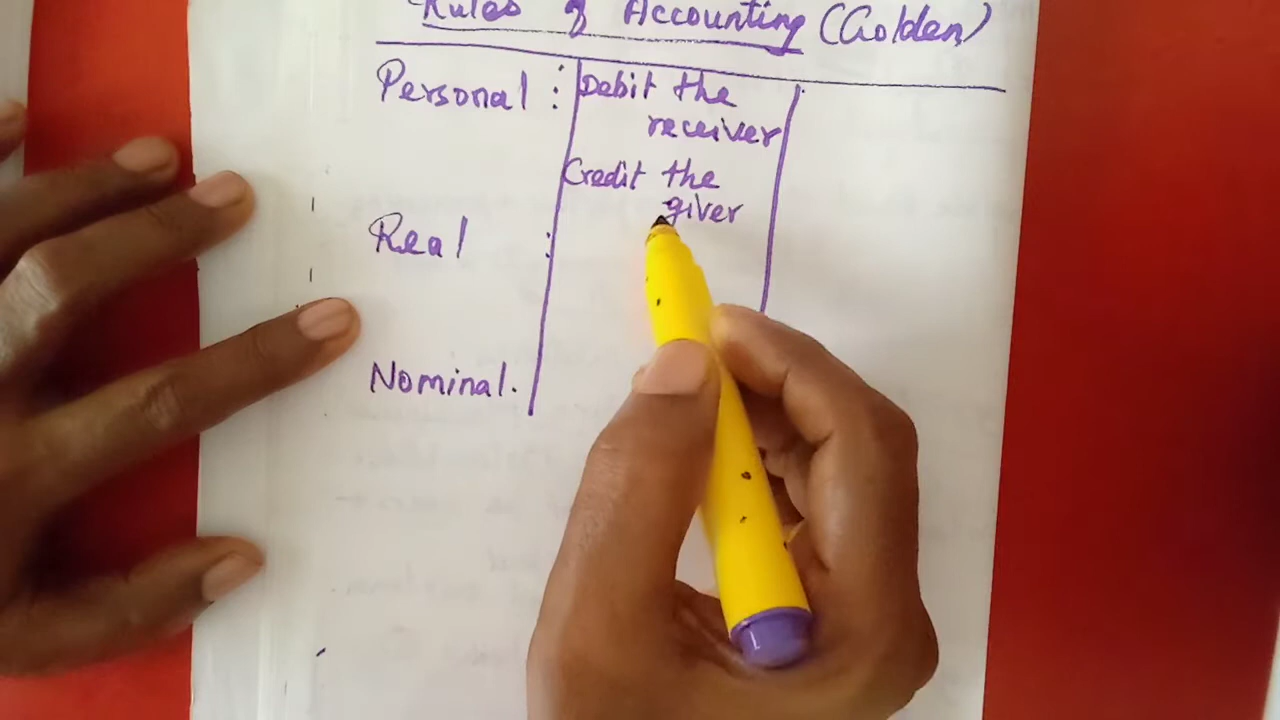 Rules of Accounting (Golden)
Personal : Debit the
receiver
Credit the
giver
Real :
Nominal.